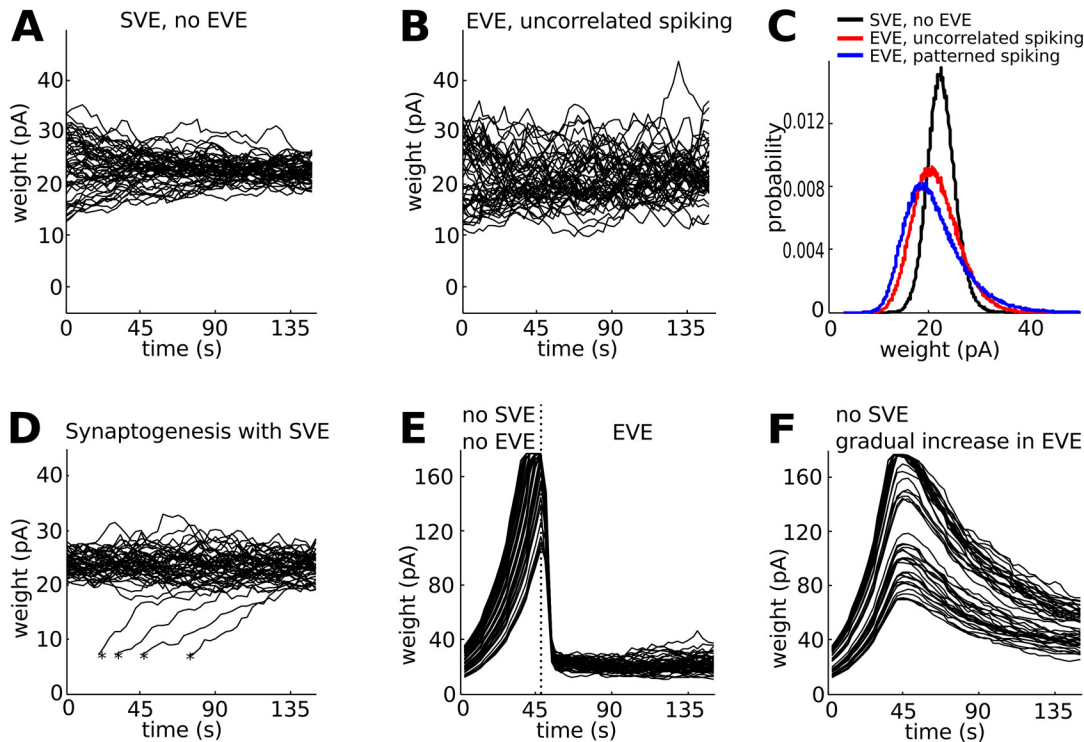 A
SVE, no EVE
weight (pA)
40
30
20
10
0
0 45 90 135
time (s)
B
EVE, uncorrelated spiking
weight (pA)
40
30
20
10
0
0 45 90 135
time (s)
C
SVE, no EVE
EVE, uncorrelated spiking
EVE, patterned spiking
probability
0.012
0.008
0.004
0
0 20 40
weight (pA)
D
Synaptogenesis with SVE
weight (pA)
40
30
20
10
0
* * * *
0 45 90 135
time (s)
E
no SVE
no EVE
EVE
weight (pA)
160
120
80
40
0
0 45 90 135
time (s)
F
no SVE
gradual increase in EVE
weight (pA)
160
120
80
40
0
0 45 90 135
time (s)